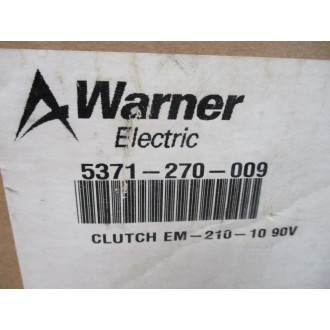 Warner
Electric
5371-270-009
CLUTCH EM-210-10 90V